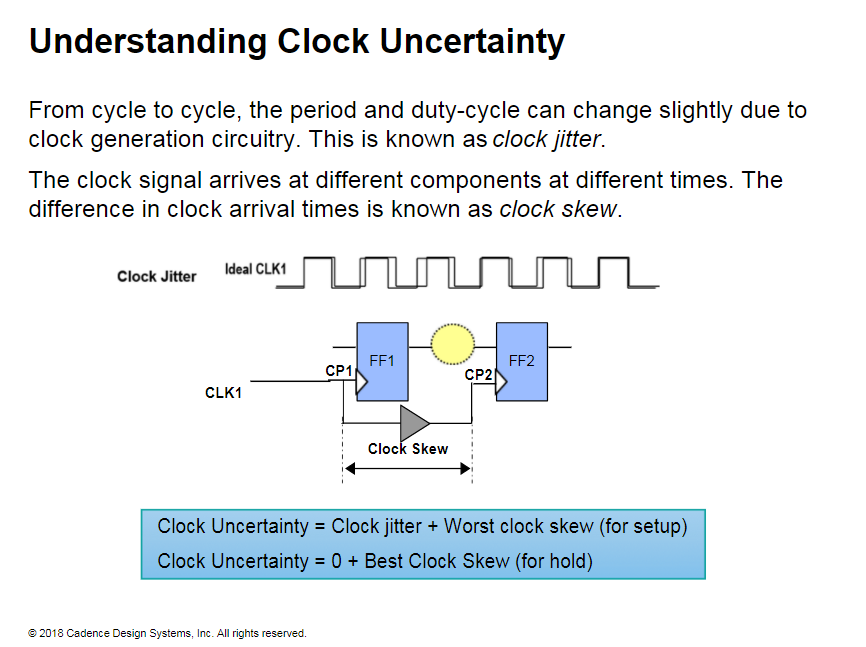 Understanding Clock Uncertainty
From cycle to cycle, the period and duty-cycle can change slightly due to
clock generation circuitry. This is known as clock jitter.
The clock signal arrives at different components at different times. The
difference in clock arrival times is known as clock skew.
Clock Jitter
Ideal CLK1
FF1
FF2
CP1
CP2
CLK1
Clock Skew
Clock Uncertainty = Clock jitter + Worst clock skew (for setup)
Clock Uncertainty = 0 + Best Clock Skew (for hold)
© 2018 Cadence Design Systems, Inc. All rights reserved.